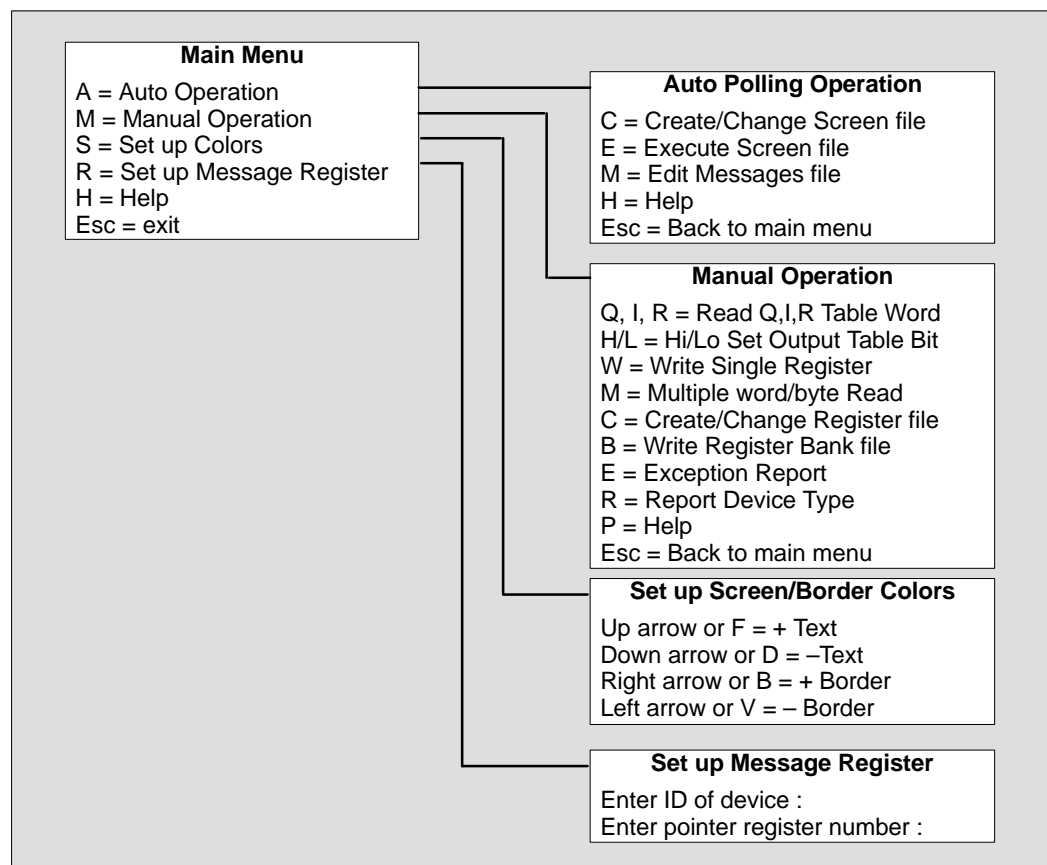 Main Menu
A = Auto Operation
M = Manual Operation
S = Set up Colors
R = Set up Message Register
H = Help
Esc = exit
Auto Polling Operation
C = Create/Change Screen file
E = Execute Screen file
M = Edit Messages file
H = Help
Esc = Back to main menu
Manual Operation
Q, I, R = Read Q,I,R Table Word
H/L = Hi/Lo Set Output Table Bit
W = Write Single Register
M = Multiple word/byte Read
C = Create/Change Register file
B = Write Register Bank file
E = Exception Report
R = Report Device Type
P = Help
Esc = Back to main menu
Set up Screen/Border Colors
Up arrow or F = + Text
Down arrow or D = –Text
Right arrow or B = + Border
Left arrow or V = – Border
Set up Message Register
Enter ID of device :
Enter pointer register number :